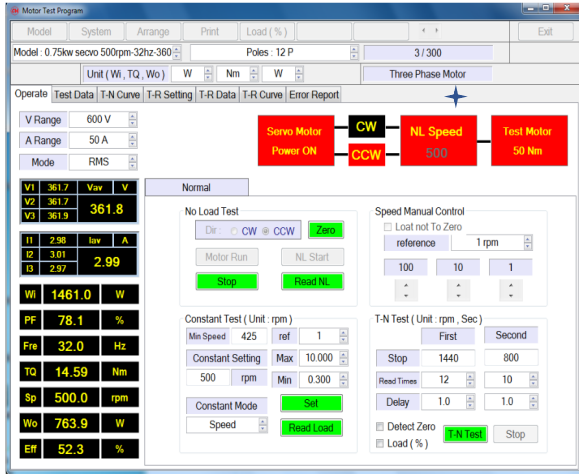 Motor Test Program
Model System Arrange Print Load ( % ) Exit
Model : 0.75kw secvo 500rpm-32hz-360 Poles : 12 P 3 / 300
Unit ( Wi , TQ , Wo ) W Nm W Three Phase Motor
Operate Test Data T-N Curve T-R Setting T-R Data T-R Curve Error Report
V Range 600 V
A Range 50 A
Mode RMS
Servo Motor
Power ON
CW
CCW
NL Speed
500
Test Motor
50 Nm
V1 361.7 Vav V
V2 361.7
V3 361.9
361.8
I1 2.98 Iav A
I2 3.01
I3 2.97
2.99
Wi 1461.0 W
PF 78.1 %
Fre 32.0 Hz
TQ 14.59 Nm
Sp 500.0 rpm
Wo 763.9 W
Eff 52.3 %
Normal
No Load Test
Dir : CW CCW Zero
Motor Run NL Start
Stop Read NL
Speed Manual Control
Loat not To Zero
reference 1 rpm
100 10 1
Constant Test ( Unit : rpm )
Min Speed 425 ref 1
Constant Setting Max 10.000
500 rpm Min 0.300
Constant Mode Set
Speed Read Load
T-N Test ( Unit : rpm , Sec )
First Second
Stop 1440 800
Read Times 12 10
Delay 1.0 1.0
Detect Zero
Load ( % )
T-N Test Stop